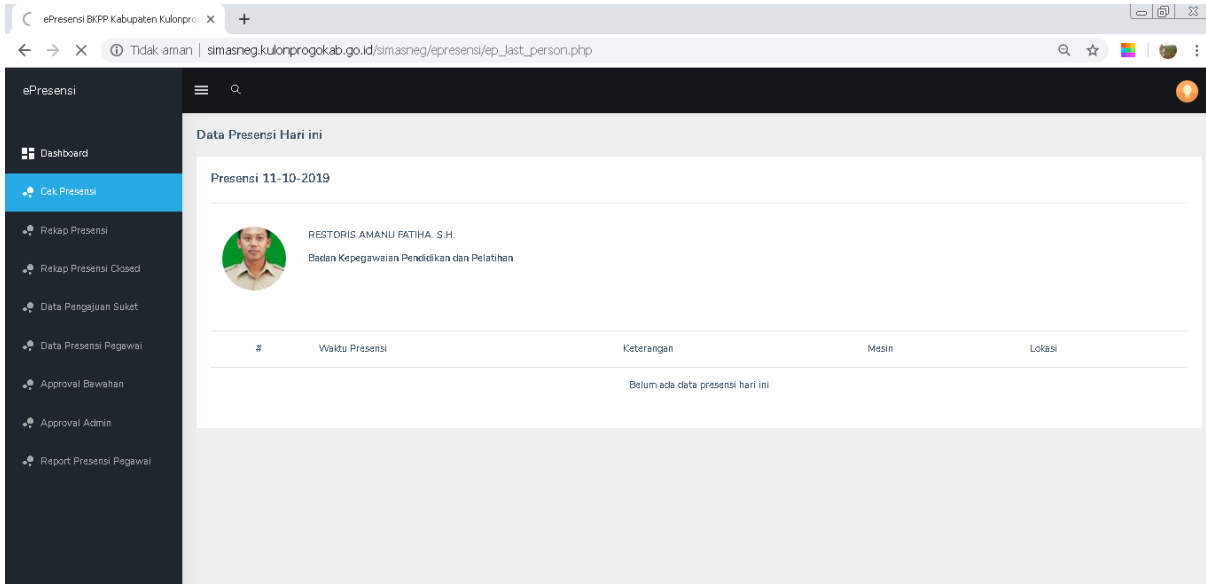 ePresensi BKPP Kabupaten Kulonpro
Tidak aman | simasneg.kulonprogokab.go.id/simasneg/epresensi/ep_last_person.php
ePresensi
Data Presensi Hari ini
Dashboard
Presensi 11-10-2019
Cek Presensi
Rekap Presensi
RESTORIS AMANU FATIHA. S.H.
Badan Kepegawaian Pendidikan dan Pelatihan
Rekap Presensi Closed
Data Pengajuan Suket
Data Presensi Pegawai
# Waktu Presensi Keterangan Mesin Lokasi
Belum ada data presensi hari ini
Approval Bawahan
Approval Admin
Report Presensi Pegawai